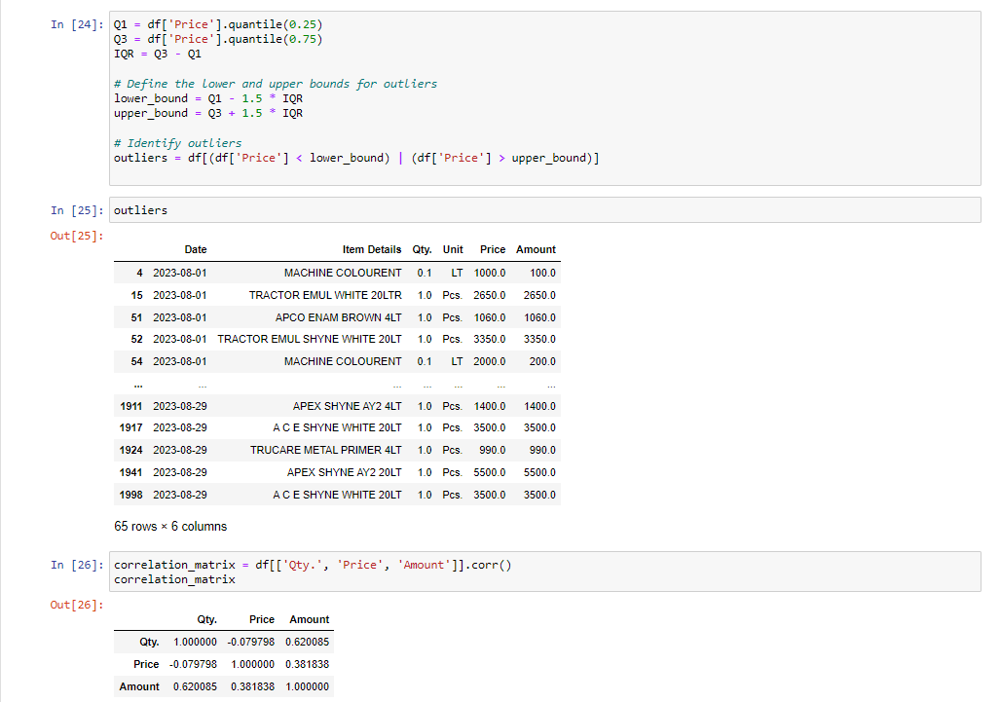 In [24]: Q1 = df['Price'].quantile(0.25)
Q3 = df['Price'].quantile(0.75)
IQR = Q3 - Q1
# Define the lower and upper bounds for outliers
lower_bound = Q1 - 1.5 * IQR
upper_bound = Q3 + 1.5 * IQR
# Identify outliers
outliers = df[(df['Price'] < lower_bound) | (df['Price'] > upper_bound)]
In [25]: outliers
Out[25]:
Date Item Details Qty. Unit Price Amount
4 2023-08-01 MACHINE COLOURENT 0.1 LT 1000.0 100.0
15 2023-08-01 TRACTOR EMUL WHITE 20LTR 1.0 Pcs. 2650.0 2650.0
51 2023-08-01 APCO ENAM BROWN 4LT 1.0 Pcs. 1060.0 1060.0
52 2023-08-01 TRACTOR EMUL SHYNE WHITE 20LT 1.0 Pcs. 3350.0 3350.0
54 2023-08-01 MACHINE COLOURENT 0.1 LT 2000.0 200.0
... ... ... ... ... ... ...
1911 2023-08-29 APEX SHYNE AY2 4LT 1.0 Pcs. 1400.0 1400.0
1917 2023-08-29 A C E SHYNE WHITE 20LT 1.0 Pcs. 3500.0 3500.0
1924 2023-08-29 TRUCARE METAL PRIMER 4LT 1.0 Pcs. 990.0 990.0
1941 2023-08-29 APEX SHYNE AY2 20LT 1.0 Pcs. 5500.0 5500.0
1998 2023-08-29 A C E SHYNE WHITE 20LT 1.0 Pcs. 3500.0 3500.0
65 rows × 6 columns
In [26]: correlation_matrix = df[['Qty.', 'Price', 'Amount']].corr()
correlation_matrix
Out[26]:
Qty. Price Amount
Qty. 1.000000 -0.079798 0.620085
Price -0.079798 1.000000 0.381838
Amount 0.620085 0.381838 1.000000